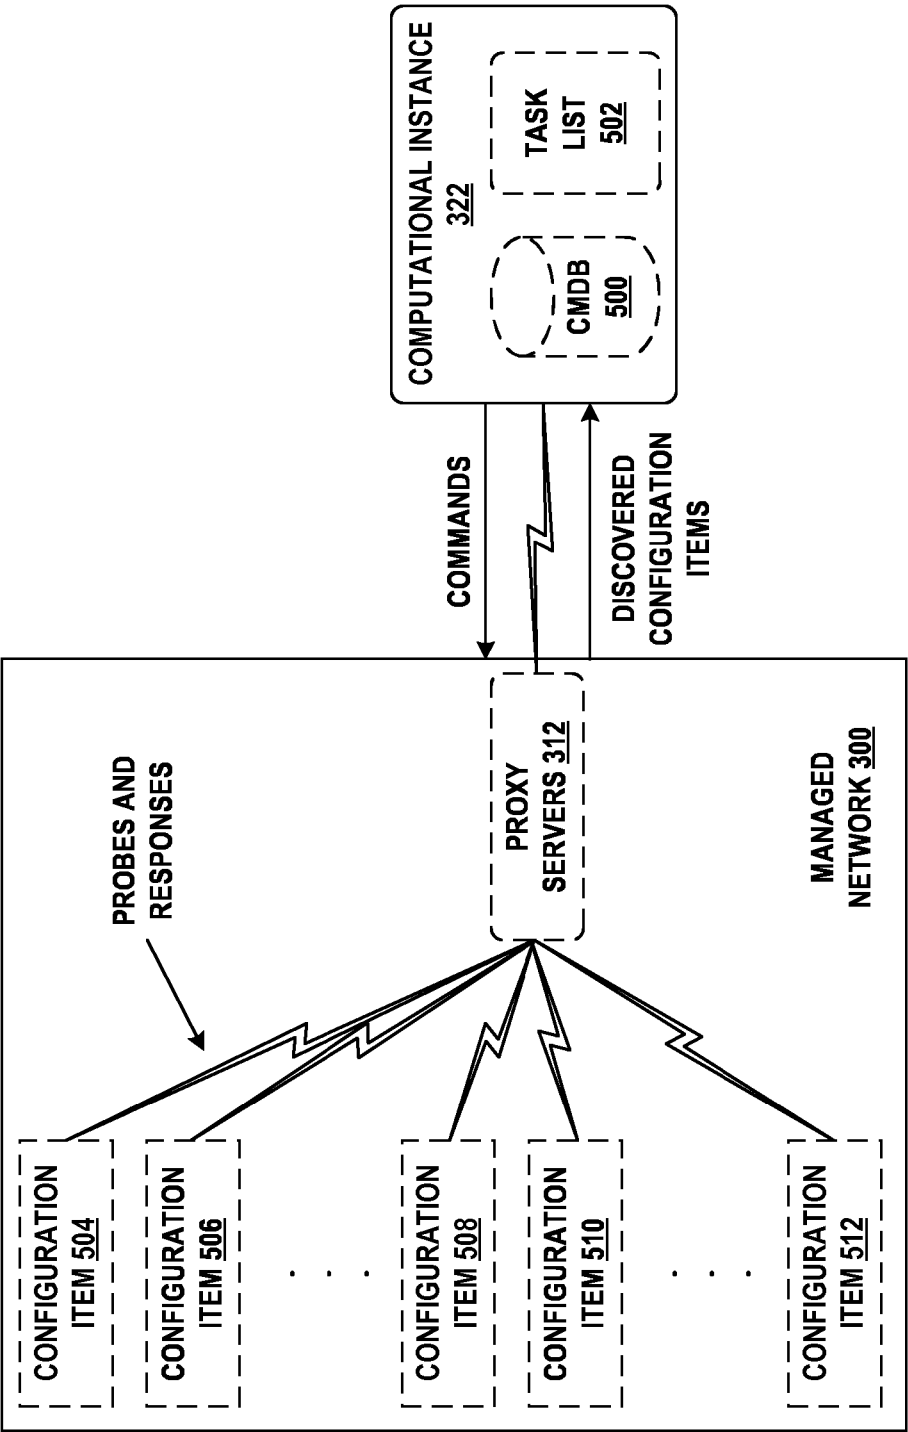 COMPUTATIONAL INSTANCE
322
CMDB
500
TASK
LIST
502
COMMANDS
DISCOVERED
CONFIGURATION
ITEMS
PROBES AND
RESPONSES
PROXY
SERVERS 312
MANAGED
NETWORK 300
CONFIGURATION
ITEM 504
CONFIGURATION
ITEM 506
. . .
CONFIGURATION
ITEM 508
CONFIGURATION
ITEM 510
. . .
CONFIGURATION
ITEM 512